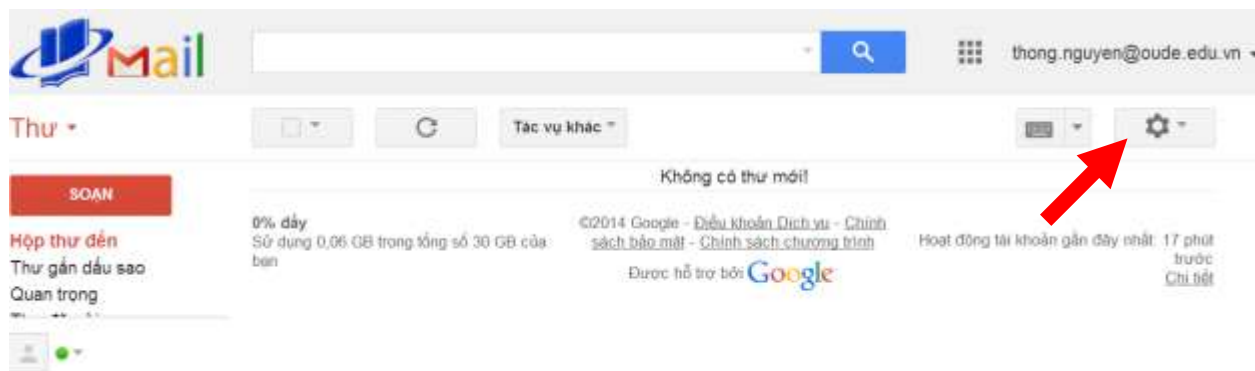 Mail
thong.nguyen@oude.edu.vn
Thư
Tác vụ khác
Không có thư mới!
SOẠN
0% đầy
Sử dụng 0,06 GB trong tổng số 30 GB của bạn
©2014 Google - Điều khoản Dịch vụ - Chính
sách bảo mật - Chính sách chương trình
Được hỗ trợ bởi Google
Hoạt động tài khoản gần đây nhất: 17 phút
trước
Chi tiết
Hộp thư đến
Thư gắn dấu sao
Quan trọng